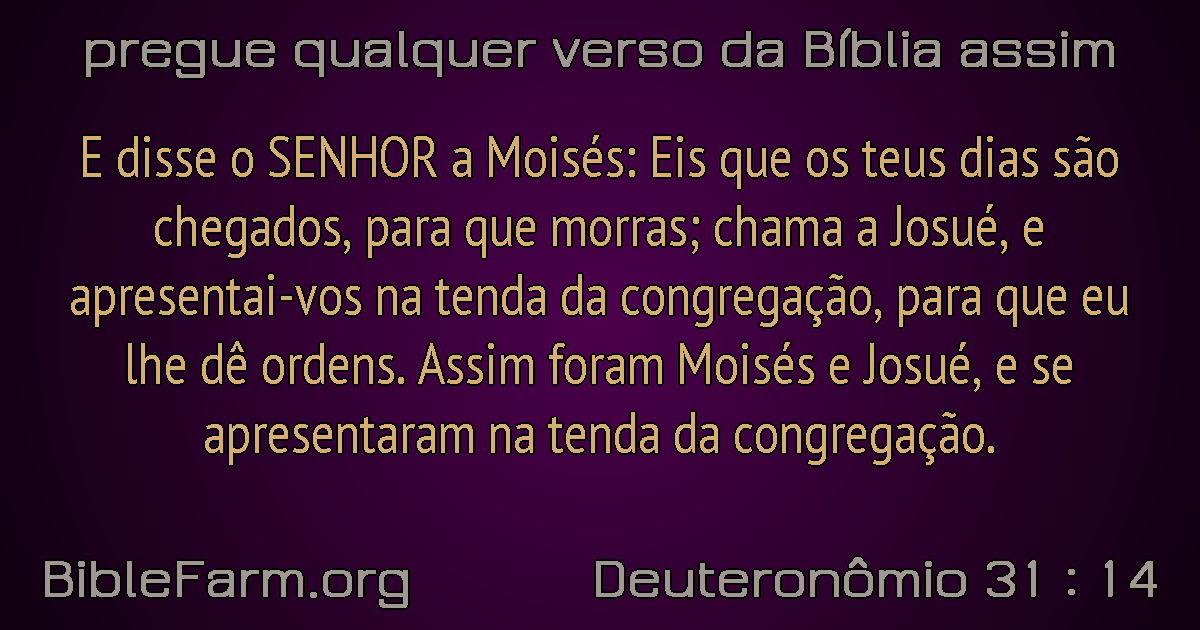 pregue qualquer verso da Bíblia assim
E disse o SENHOR a Moisés: Eis que os teus dias são
chegados, para que morras; chama a Josué, e
apresentai-vos na tenda da congregação, para que eu
lhe dê ordens. Assim foram Moisés e Josué, e se
apresentaram na tenda da congregação.
BibleFarm.org
Deuteronômio 31 : 14